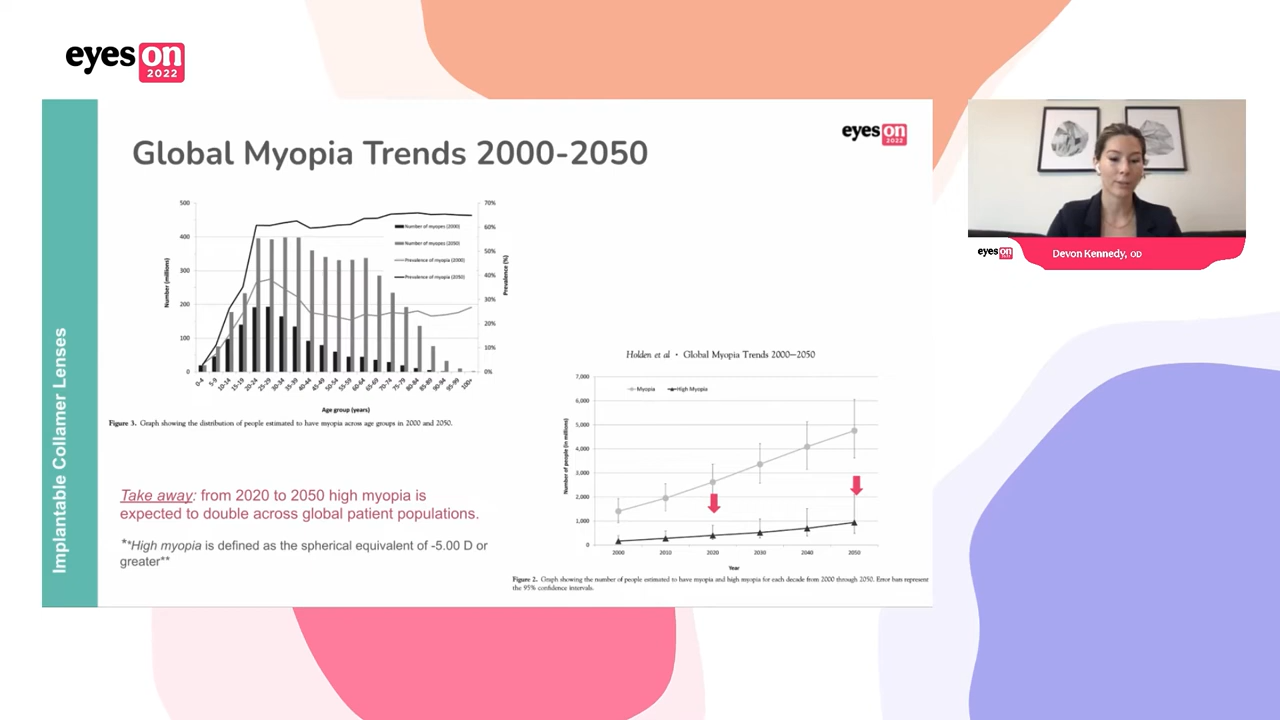 eyes on
2022
eyes on
2022
Global Myopia Trends 2000-2050
Implantable Collamer Lenses
500
400
300
200
100
0
70%
60%
50%
40%
30%
20%
10%
0%
Number (millions)
Prevalence (%)
Number of myopes (2000)
Number of myopes (2050)
Prevalence of myopia (2000)
Prevalence of myopia (2050)
0-4
5-9
10-14
15-19
20-24
25-29
30-34
35-39
40-44
45-49
50-54
55-59
60-64
65-69
70-74
75-79
80-84
85-89
90-94
95-99
100+
Age group (years)
Figure 3. Graph showing the distribution of people estimated to have myopia across age groups in 2000 and 2050.
Take away: from 2020 to 2050 high myopia is
expected to double across global patient populations.
**High myopia is defined as the spherical equivalent of -5.00 D or
greater**
Holden et al • Global Myopia Trends 2000—2050
7,000
6,000
5,000
4,000
3,000
2,000
1,000
0
Number of people (in millions)
Myopia
High Myopia
2000
2010
2020
2030
2040
2050
Year
Figure 2. Graph showing the number of people estimated to have myopia and high myopia for each decade from 2000 through 2050. Error bars represent
the 95% confidence intervals.
eyes on
Devon Kennedy, OD